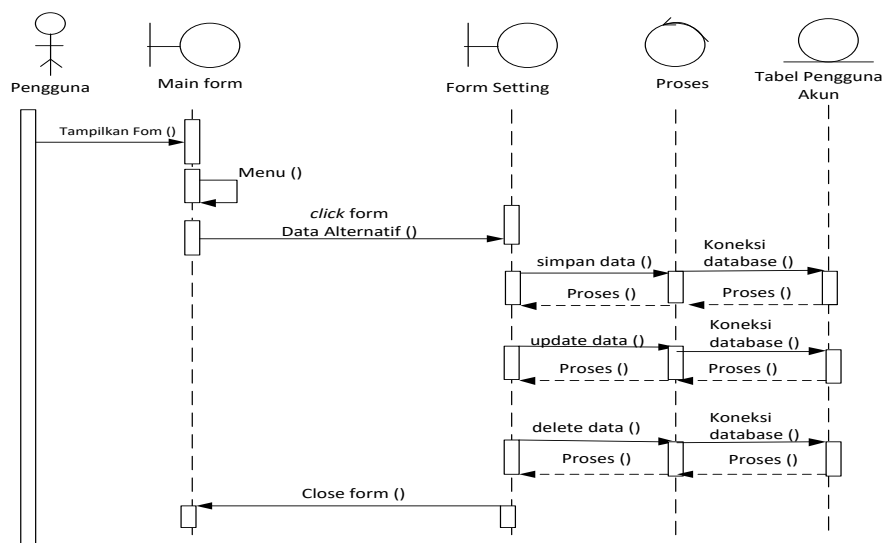 Pengguna
Main form
Form Setting
Proses
Tabel Pengguna
Akun
Tampilkan Fom ()
Menu ()
click form
Data Alternatif ()
simpan data ()
Koneksi
database ()
Proses ()
Proses ()
update data ()
Koneksi
database ()
Proses ()
Proses ()
delete data ()
Koneksi
database ()
Proses ()
Proses ()
Close form ()